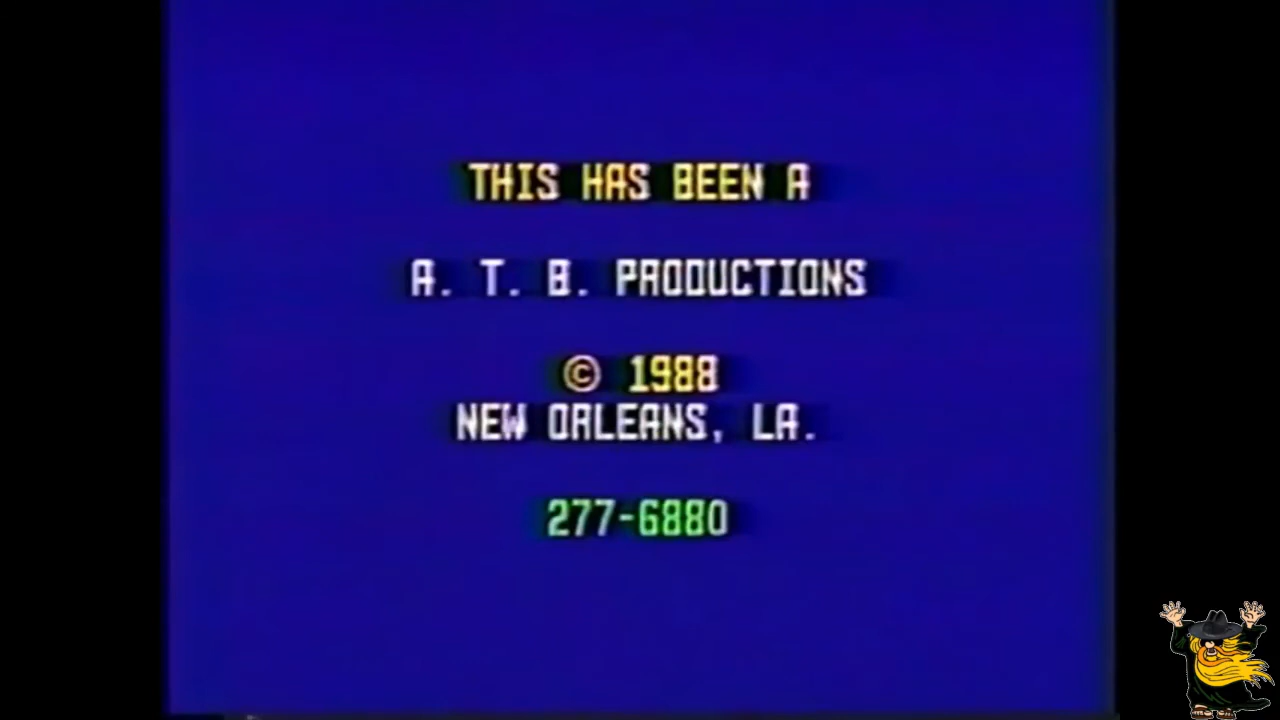 THIS HAS BEEN A
A. T. B. PRODUCTIONS
© 1988
NEW ORLEANS, LA.
277-6880